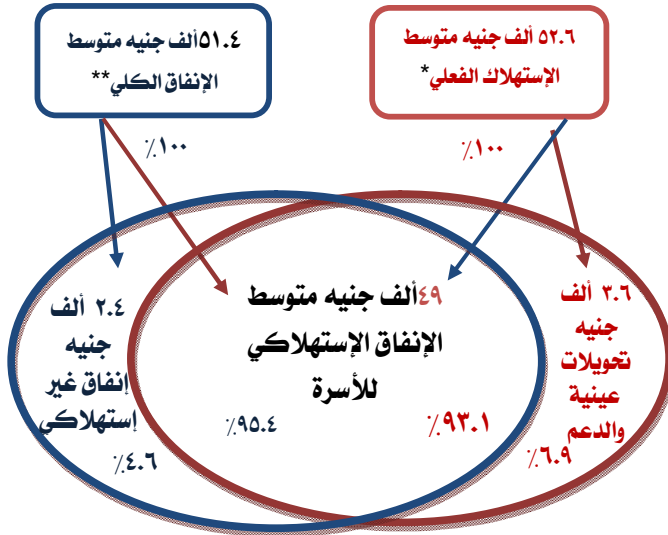 ٥٢.٦ ألف جنيه متوسط
الإستهلاك الفعلي*
٥١.٤ألف جنيه متوسط
الإنفاق الكلي**
٪١٠٠
٪١٠٠
٣.٦ ألف
جنيه
تحويلات
عينية
والدعم
٪٦.٩
٤٩ألف جنيه متوسط
الإنفاق الإستهلاكي
للأسرة
٪٩٣.١
٪٩٥.٤
٢.٤ ألف
جنيه
إنفاق غير
إستهلاكي
٪٤.٦